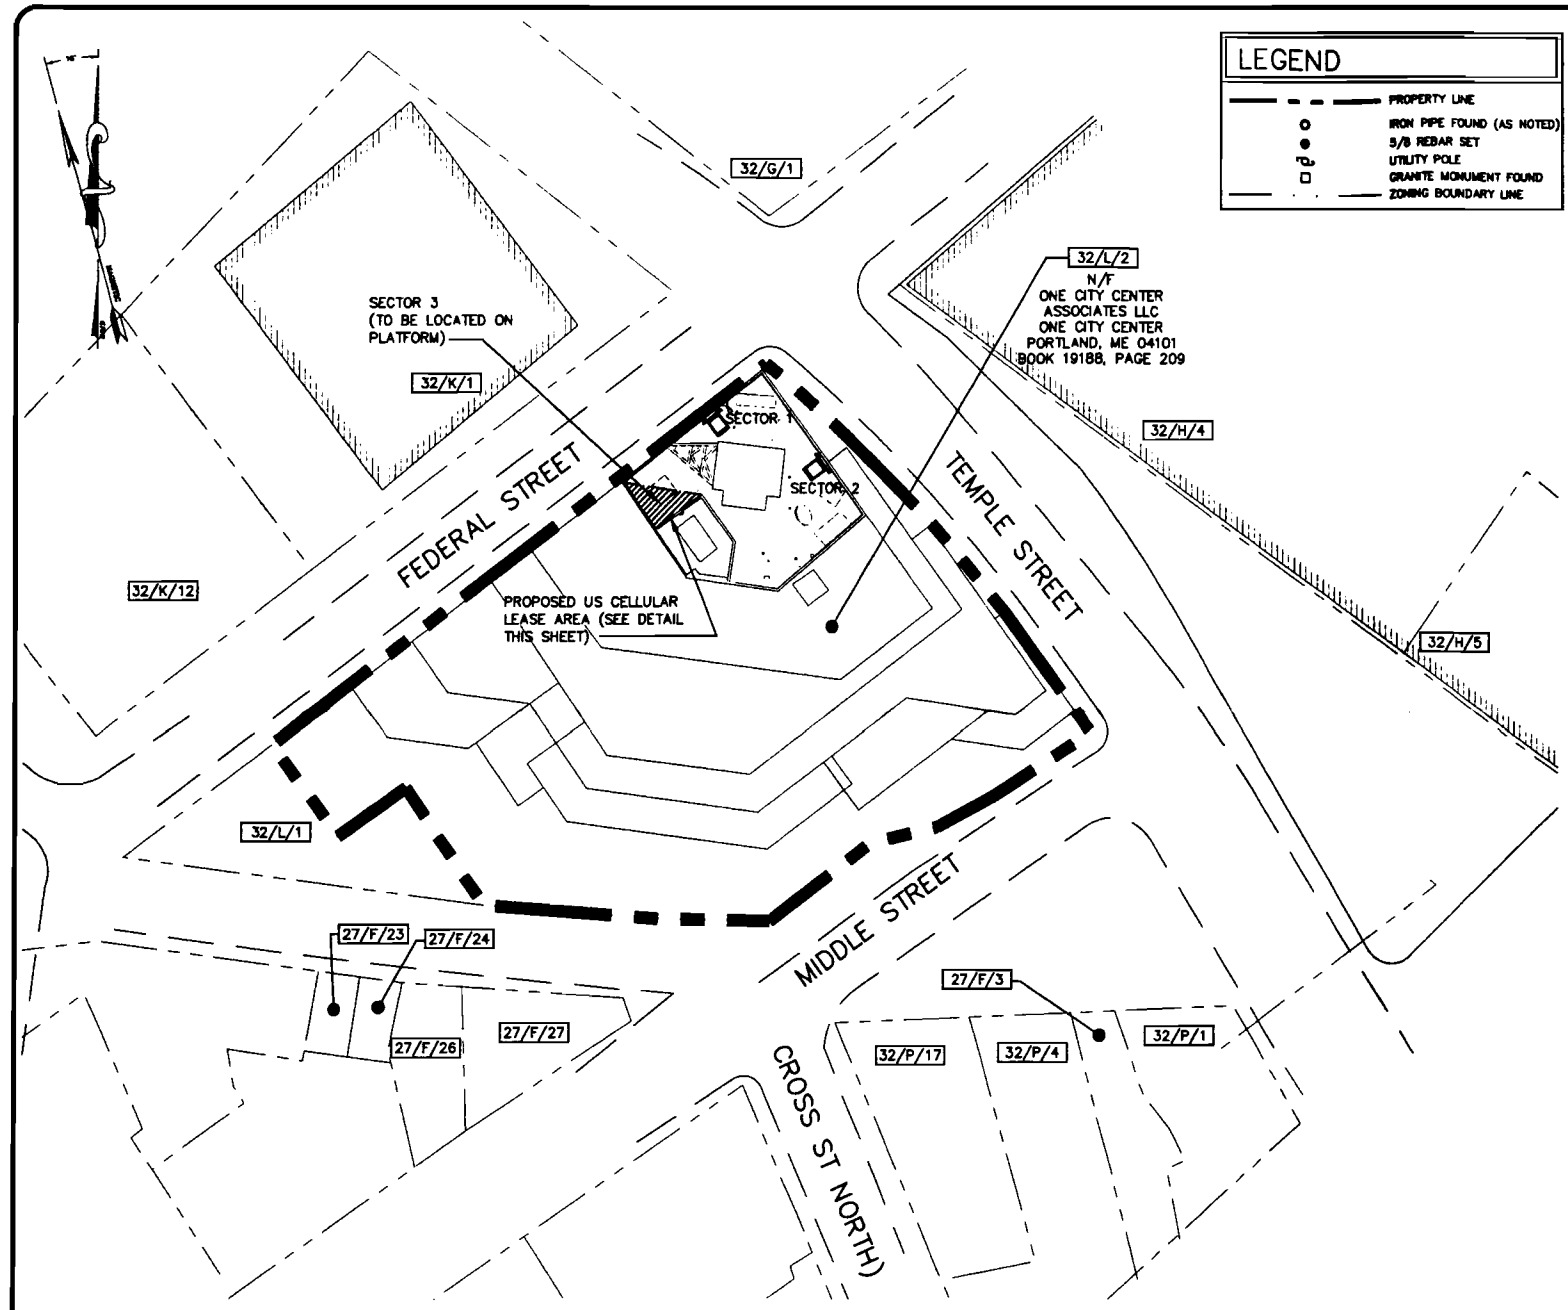 LEGEND
PROPERTY LINE
IRON PIPE FOUND (AS NOTED)
5/8 REBAR SET
UTILITY POLE
GRANITE MONUMENT FOUND
ZONING BOUNDARY LINE
32/G/1
32/L/2
N/F
ONE CITY CENTER
ASSOCIATES LLC
ONE CITY CENTER
PORTLAND, ME 04101
BOOK 19188, PAGE 209
SECTOR 3
(TO BE LOCATED ON
PLATFORM)
32/K/1
SECTOR 1
32/H/4
SECTOR 2
FEDERAL STREET
TEMPLE STREET
32/K/12
PROPOSED US CELLULAR
LEASE AREA (SEE DETAIL
THIS SHEET)
32/H/5
32/L/1
MIDDLE STREET
27/F/23
27/F/24
27/F/3
27/F/26
27/F/27
32/P/17
32/P/4
32/P/1
CROSS ST NORTH)